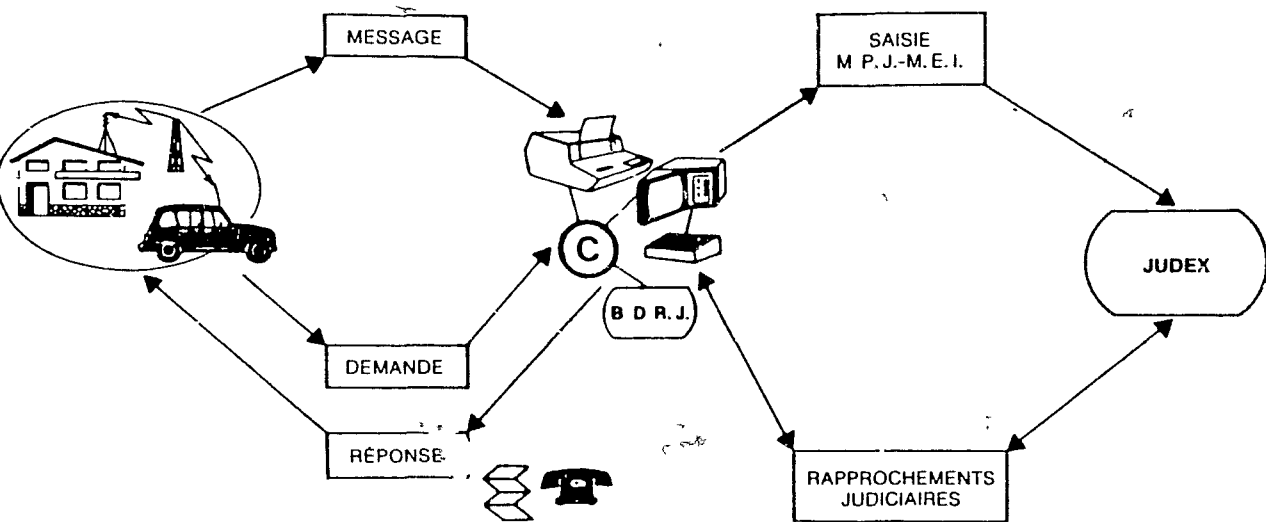 MESSAGE
SAISIE
M P.J.-M.E.I.
C
B D R.J.
JUDEX
DEMANDE
RÉPONSE
RAPPROCHEMENTS
JUDICIAIRES